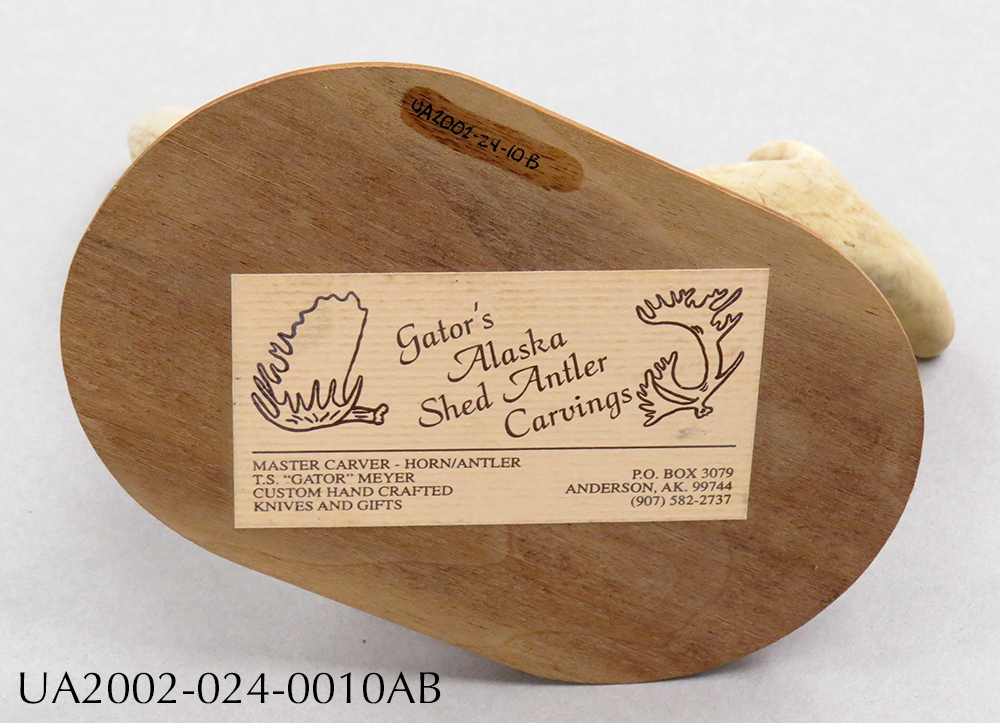 UA2002-24-10-B
Gator's
Alaska
Shed Antler
Carvings
MASTER CARVER - HORN/ANTLER
T.S. "GATOR" MEYER
CUSTOM HAND CRAFTED
KNIVES AND GIFTS
P.O. BOX 3079
ANDERSON, AK. 99744
(907) 582-2737
UA2002-024-0010AB